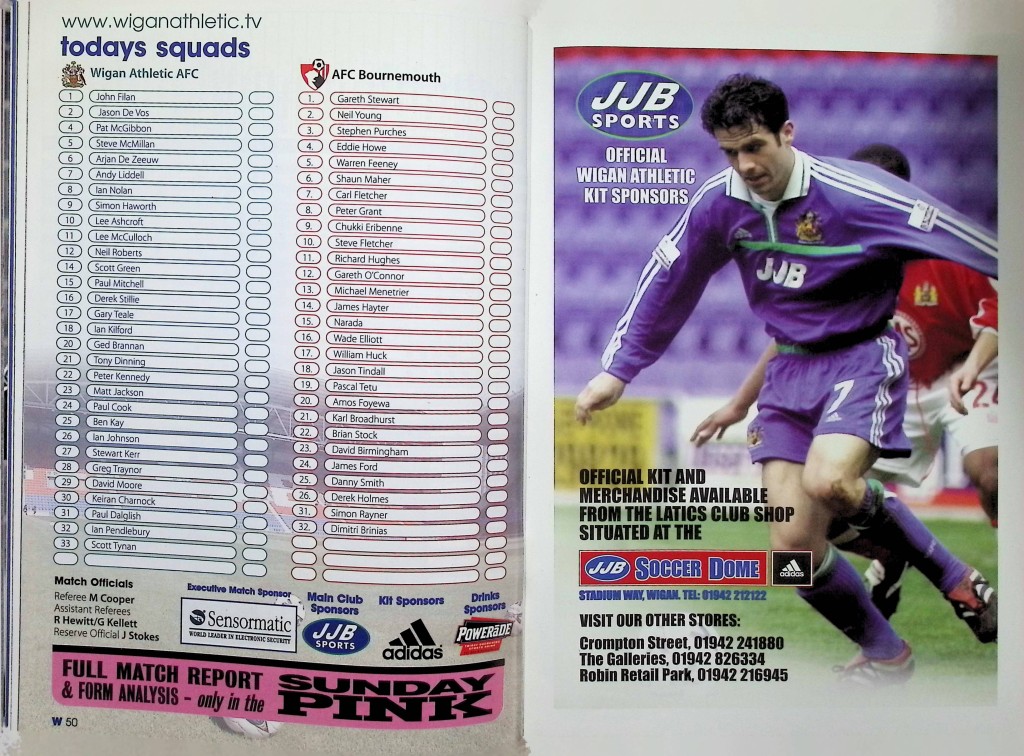 www.wiganathletic.tv
todays squads
Wigan Athletic AFC
1 John Filan
2 Jason De Vos
4 Pat McGibbon
5 Steve McMillan
6 Arjan De Zeeuw
7 Andy Liddell
8 Ian Nolan
9 Simon Haworth
10 Lee Ashcroft
11 Lee McCulloch
12 Neil Roberts
14 Scott Green
15 Paul Mitchell
16 Derek Stillie
17 Gary Teale
18 Ian Kilford
20 Ged Brannan
21 Tony Dinning
22 Peter Kennedy
23 Matt Jackson
24 Paul Cook
25 Ben Kay
26 Ian Johnson
27 Stewart Kerr
28 Greg Traynor
29 David Moore
30 Keiran Charnock
31 Paul Dalglish
32 Ian Pendlebury
33 Scott Tynan
AFC Bournemouth
1. Gareth Stewart
2. Neil Young
3. Stephen Purches
4. Eddie Howe
5. Warren Feeney
6. Shaun Maher
7. Carl Fletcher
8. Peter Grant
9. Chukki Eribenne
10. Steve Fletcher
11. Richard Hughes
12. Gareth O'Connor
13. Michael Menetrier
14. James Hayter
15. Narada
16. Wade Elliott
17. William Huck
18. Jason Tindall
19. Pascal Tetu
20. Amos Foyewa
21. Karl Broadhurst
22. Brian Stock
23. David Birmingham
24. James Ford
25. Danny Smith
26. Derek Holmes
31. Simon Rayner
32. Dimitri Brinias
Match Officials
Referee M Cooper
Assistant Referees
R Hewitt/G Kellett
Reserve Official J Stokes
Executive Match Sponsor
Sensormatic
WORLD LEADER IN ELECTRONIC SECURITY
Main Club
Sponsors
JJB
SPORTS
Kit Sponsors
adidas
Drinks
Sponsors
POWERADE
FULL MATCH REPORT
& FORM ANALYSIS - only in the
SUNDAY
PINK
W 50
JJB
SPORTS
OFFICIAL
WIGAN ATHLETIC
KIT SPONSORS
JJB
7
OFFICIAL KIT AND
MERCHANDISE AVAILABLE
FROM THE LATICS CLUB SHOP
SITUATED AT THE
JJB SOCCER DOME
adidas
STADIUM WAY, WIGAN. TEL: 01942 212122
VISIT OUR OTHER STORES:
Crompton Street, 01942 241880
The Galleries, 01942 826334
Robin Retail Park, 01942 216945